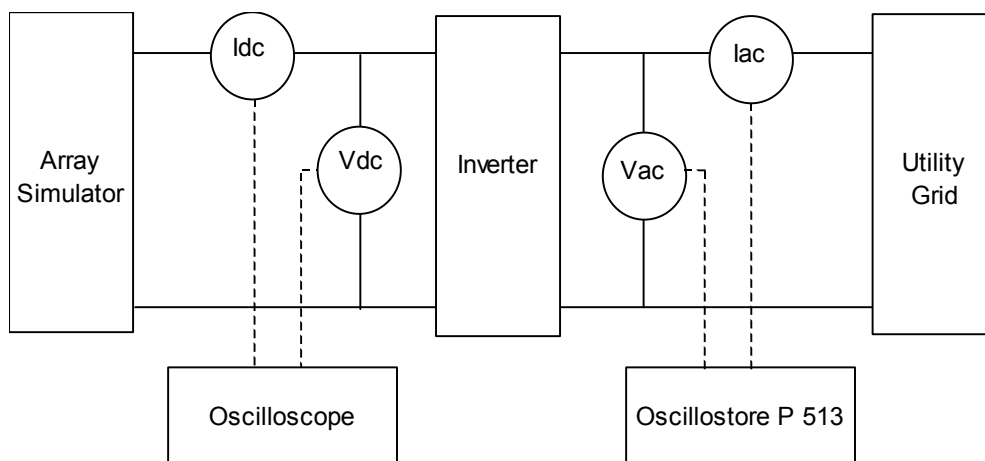 Idc
Iac
Array
Simulator
Vdc
Inverter
Vac
Utility
Grid
Oscilloscope
Oscillostore P 513